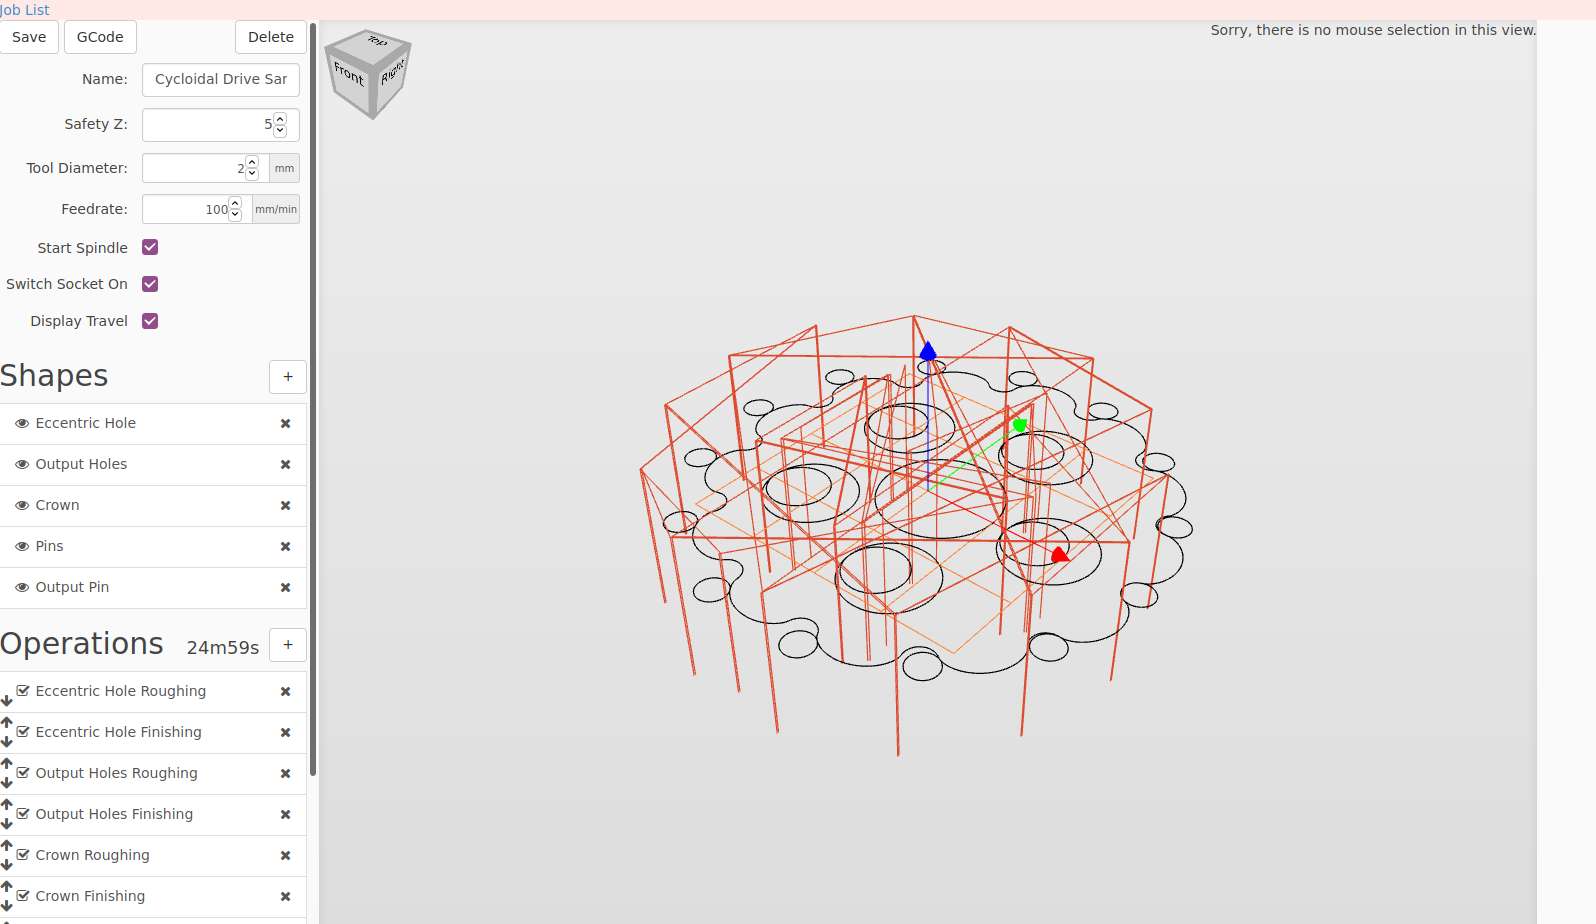 Job List
Save GCode Delete
Sorry, there is no mouse selection in this view.
Top
Front Right
Name: Cycloidal Drive Sar
Safety Z: 5
Tool Diameter: 2 mm
Feedrate: 100 mm/min
Start Spindle
Switch Socket On
Display Travel
Shapes +
Eccentric Hole
Output Holes
Crown
Pins
Output Pin
Operations 24m59s +
Eccentric Hole Roughing
Eccentric Hole Finishing
Output Holes Roughing
Output Holes Finishing
Crown Roughing
Crown Finishing